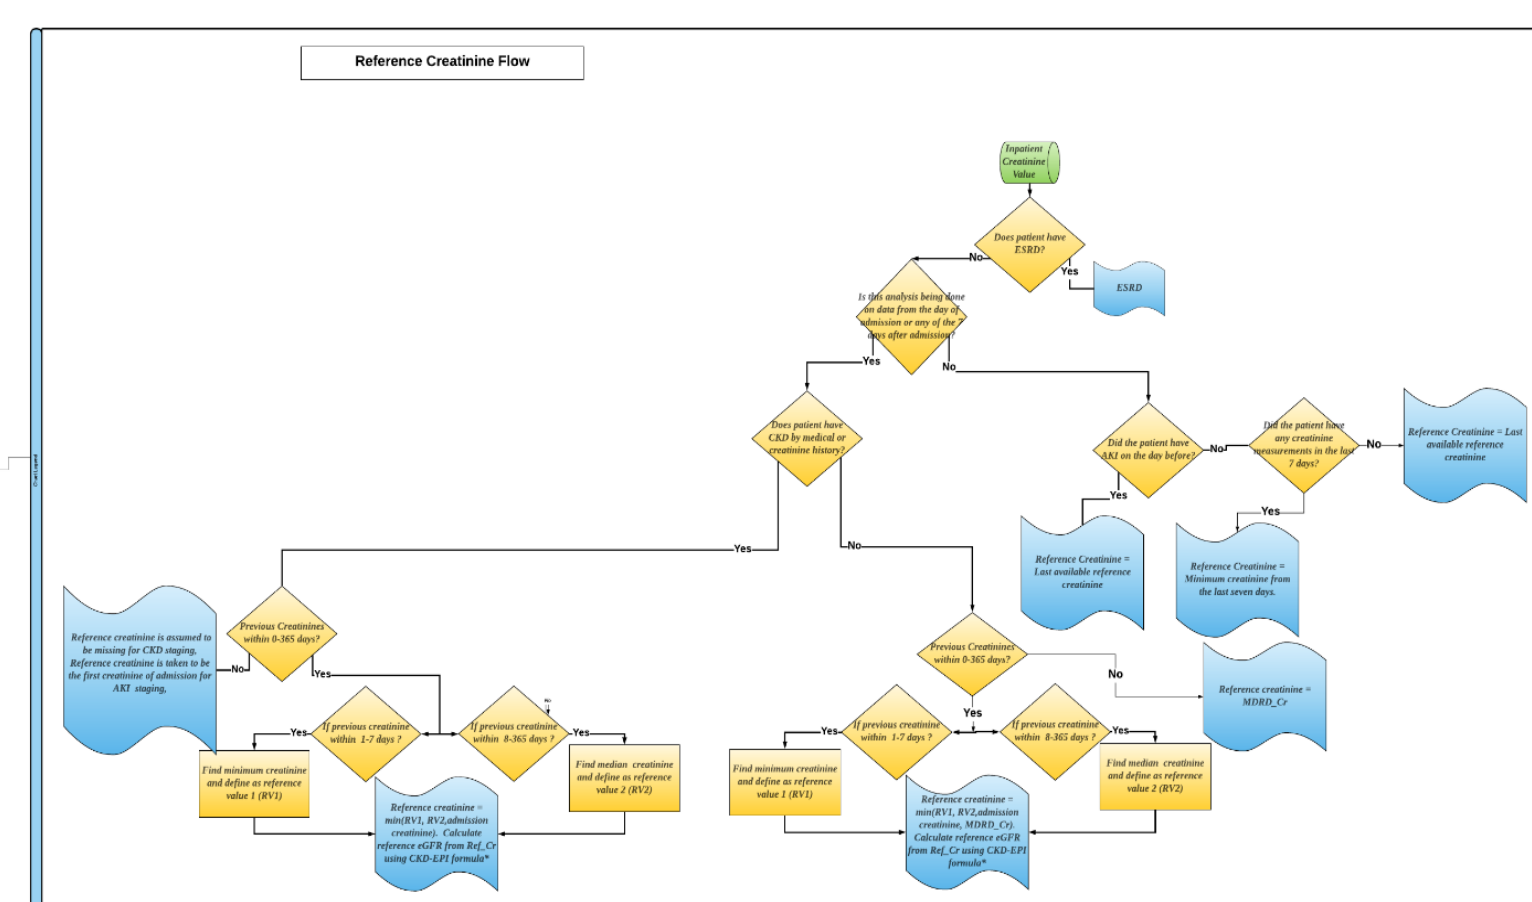 Reference Creatinine Flow
Inpatient
Creatinine
Value
Does patient have
ESRD?
No
Yes
ESRD
Is this analysis being done
on data from the day of
admission or any of the 7
days after admission?
Yes
No
Does patient have
CKD by medical or
creatinine history?
Did the patient have
AKI on the day before?
No
Did the patient have
any creatinine
measurements in the last
7 days?
No
Reference Creatinine = Last
available reference
creatinine
Yes
Yes
Reference Creatinine =
Last available reference
creatinine
Reference Creatinine =
Minimum creatinine from
the last seven days.
Yes
No
Reference creatinine is assumed to
be missing for CKD staging,
Reference creatinine is taken to be
the first creatinine of admission for
AKI staging,
No
Previous Creatinines
within 0-365 days?
Yes
Previous Creatinines
within 0-365 days?
No
Reference creatinine =
MDRD_Cr
Yes
Yes
If previous creatinine
within 1-7 days ?
If previous creatinine
within 8-365 days ?
No
Yes
Yes
If previous creatinine
within 1-7 days ?
If previous creatinine
within 8-365 days ?
Yes
Find minimum creatinine
and define as reference
value 1 (RV1)
Find median creatinine
and define as reference
value 2 (RV2)
Find minimum creatinine
and define as reference
value 1 (RV1)
Find median creatinine
and define as reference
value 2 (RV2)
Reference creatinine =
min(RV1, RV2,admission
creatinine). Calculate
reference eGFR from Ref_Cr
using CKD-EPI formula*
Reference creatinine =
min(RV1, RV2,admission
creatinine, MDRD_Cr).
Calculate reference eGFR
from Ref_Cr using CKD-EPI
formula*